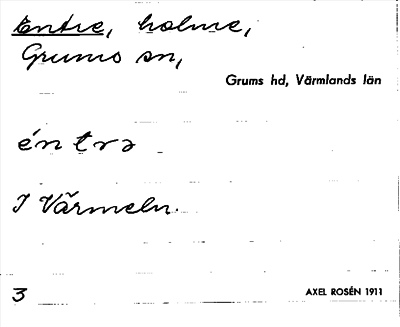 Entre, holme,
Grums sn,
Grums hd, Värmlands län
éntrə
I Värmeln.
3
AXEL ROSÉN 1911